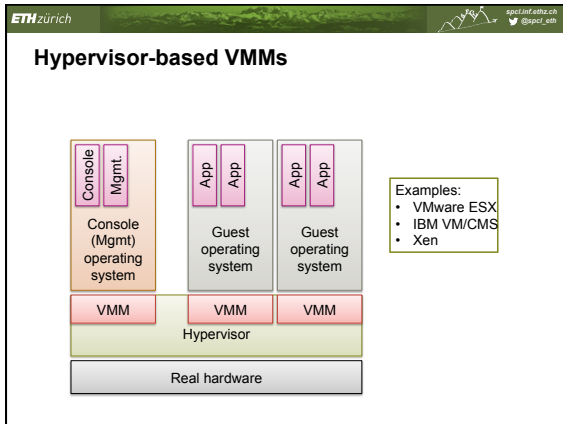 ETH zürich
spcl.inf.ethz.ch
@spcl_eth
Hypervisor-based VMMs
Console
Mgmt.
Console
(Mgmt)
operating
system
App
App
Guest
operating
system
App
App
Guest
operating
system
Examples:
• VMware ESX
• IBM VM/CMS
• Xen
VMM
VMM
VMM
Hypervisor
Real hardware